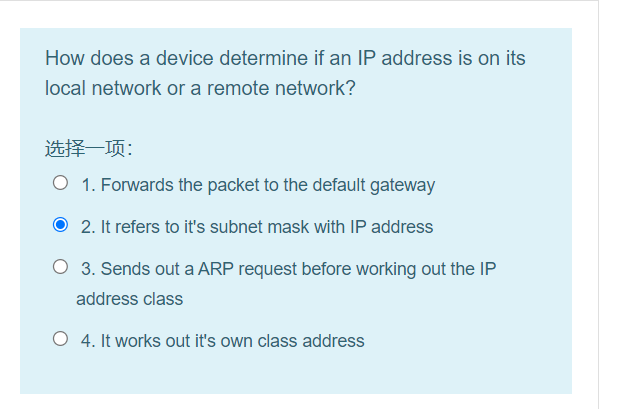 How does a device determine if an IP address is on its
local network or a remote network?
选择一项：
1. Forwards the packet to the default gateway
2. It refers to it's subnet mask with IP address
3. Sends out a ARP request before working out the IP
address class
4. It works out it's own class address